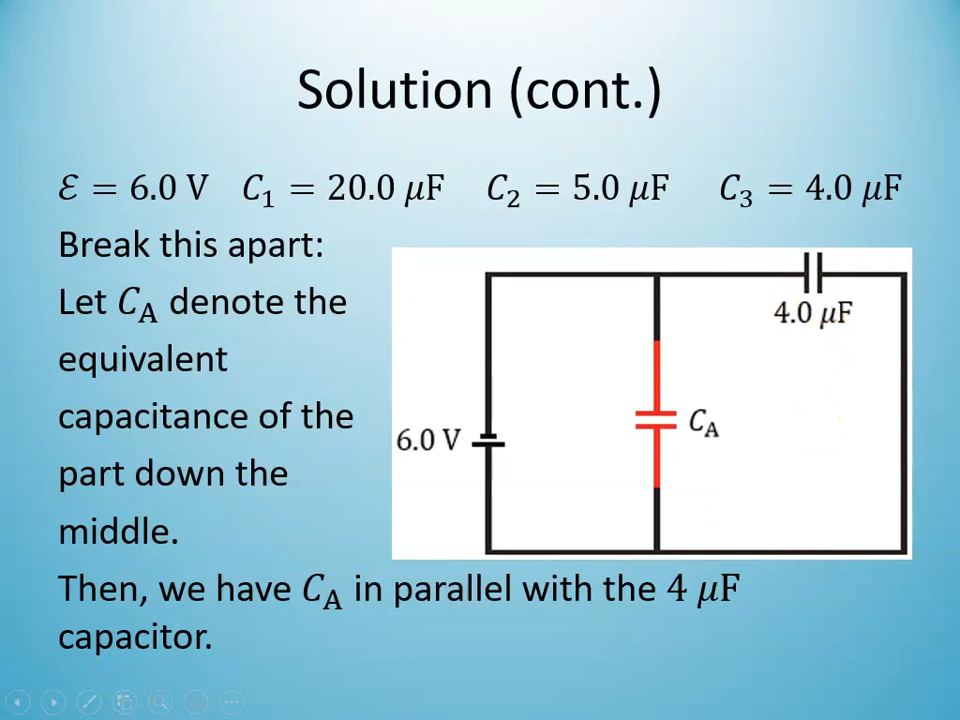 Solution (cont.)
ℰ = 6.0 V C₁ = 20.0 μF C₂ = 5.0 μF C₃ = 4.0 μF
Break this apart:
Let C_A denote the
equivalent
capacitance of the
part down the
middle.
4.0 μF
6.0 V
C_A
Then, we have C_A in parallel with the 4 μF
capacitor.